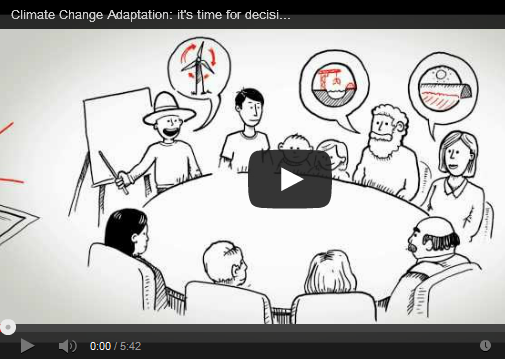 Climate Change Adaptation: it's time for decisi...
0:00 / 5:42